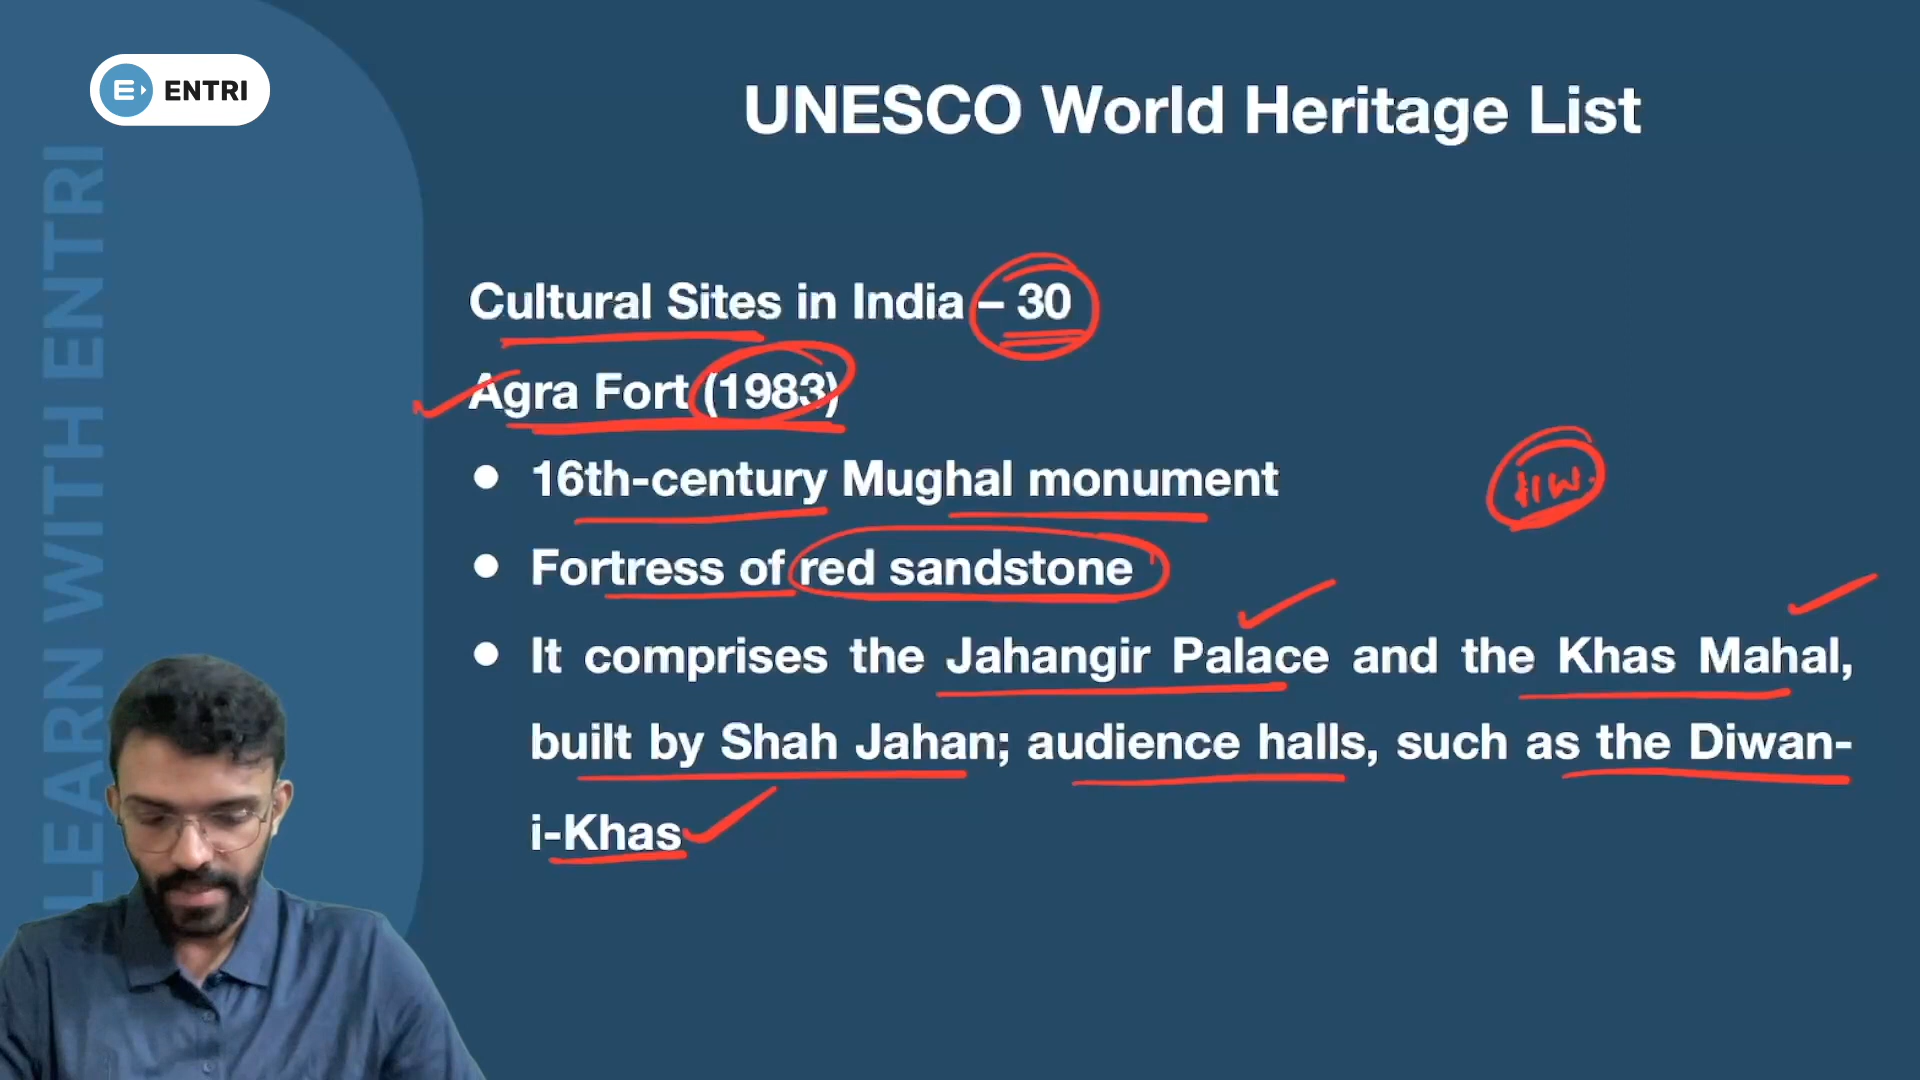 ENTRI
LEARN WITH ENTRI
UNESCO World Heritage List
Cultural Sites in India – 30
Agra Fort (1983)
● 16th-century Mughal monument
HW.
● Fortress of red sandstone
● It comprises the Jahangir Palace and the Khas Mahal,
built by Shah Jahan; audience halls, such as the Diwan-
i-Khas